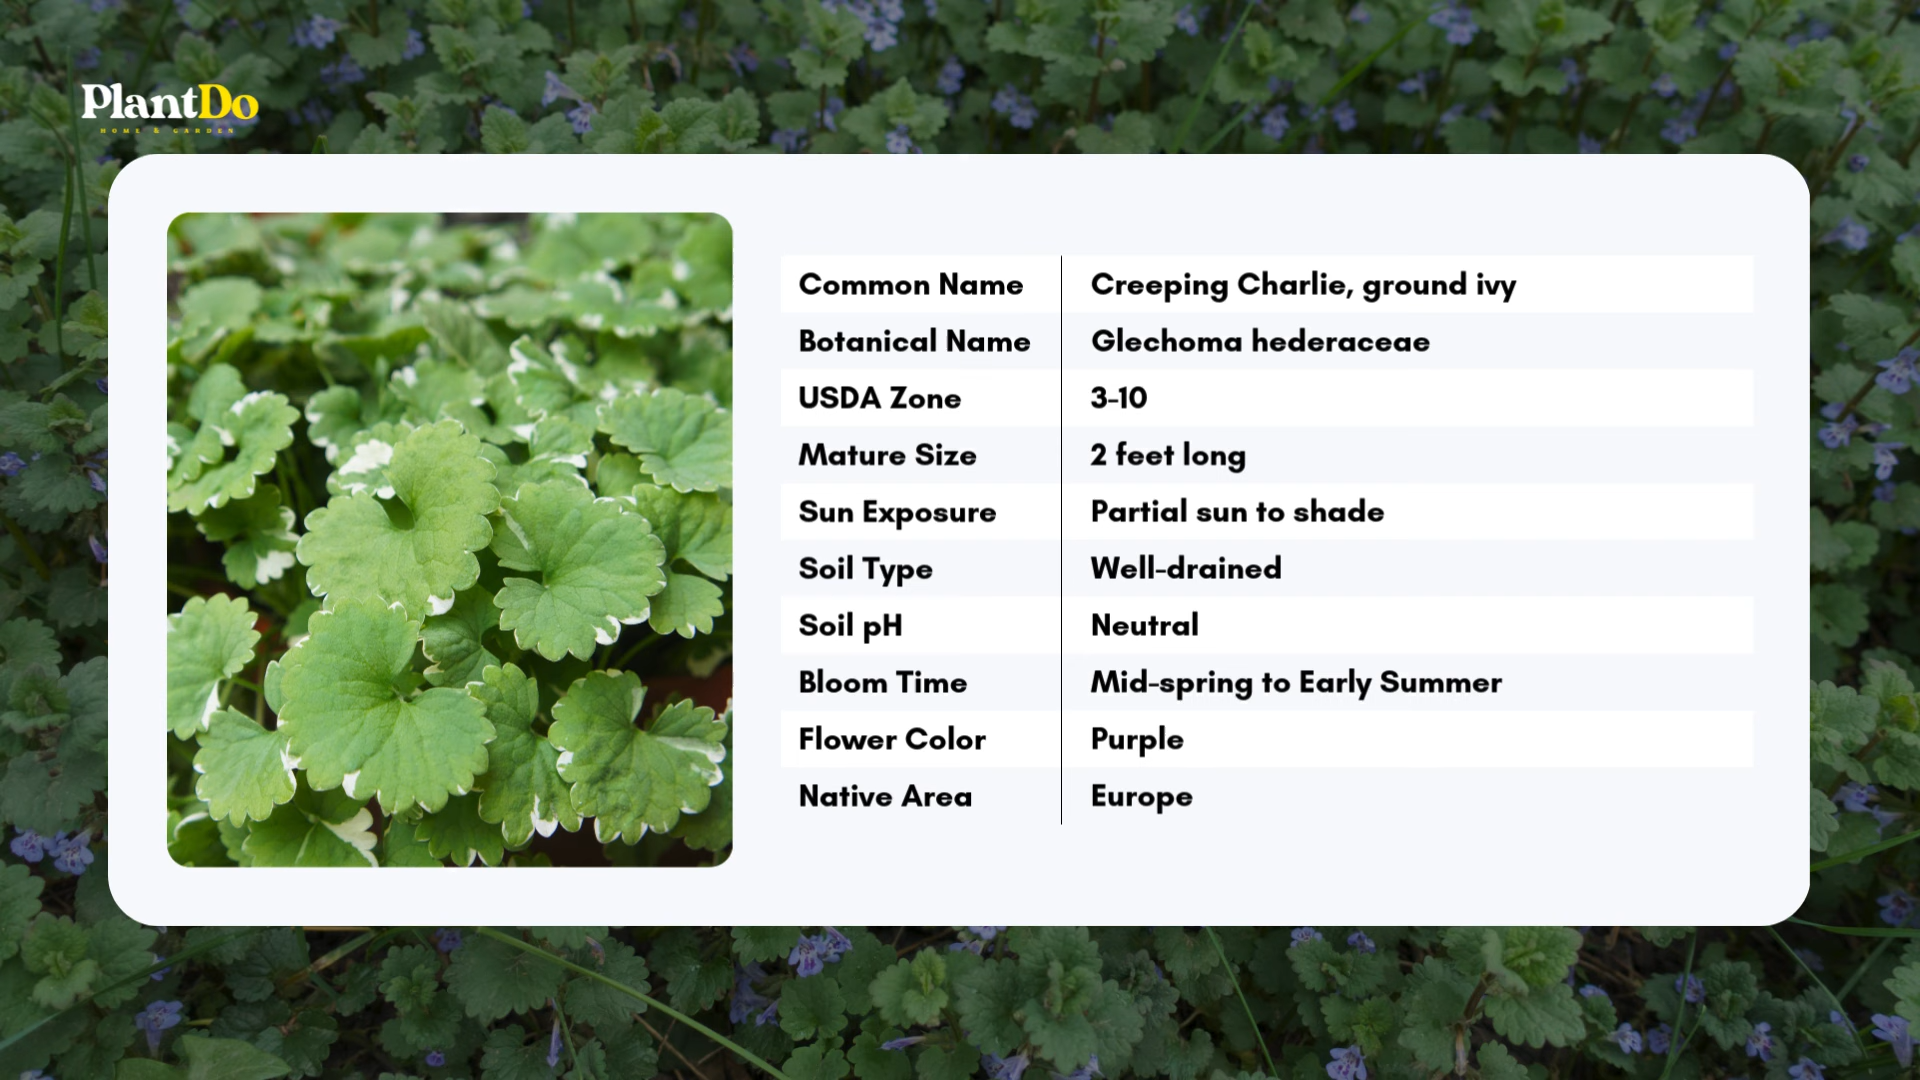 PlantDo
HOME & GARDEN
Common Name Creeping Charlie, ground ivy
Botanical Name Glechoma hederaceae
USDA Zone 3-10
Mature Size 2 feet long
Sun Exposure Partial sun to shade
Soil Type Well-drained
Soil pH Neutral
Bloom Time Mid-spring to Early Summer
Flower Color Purple
Native Area Europe